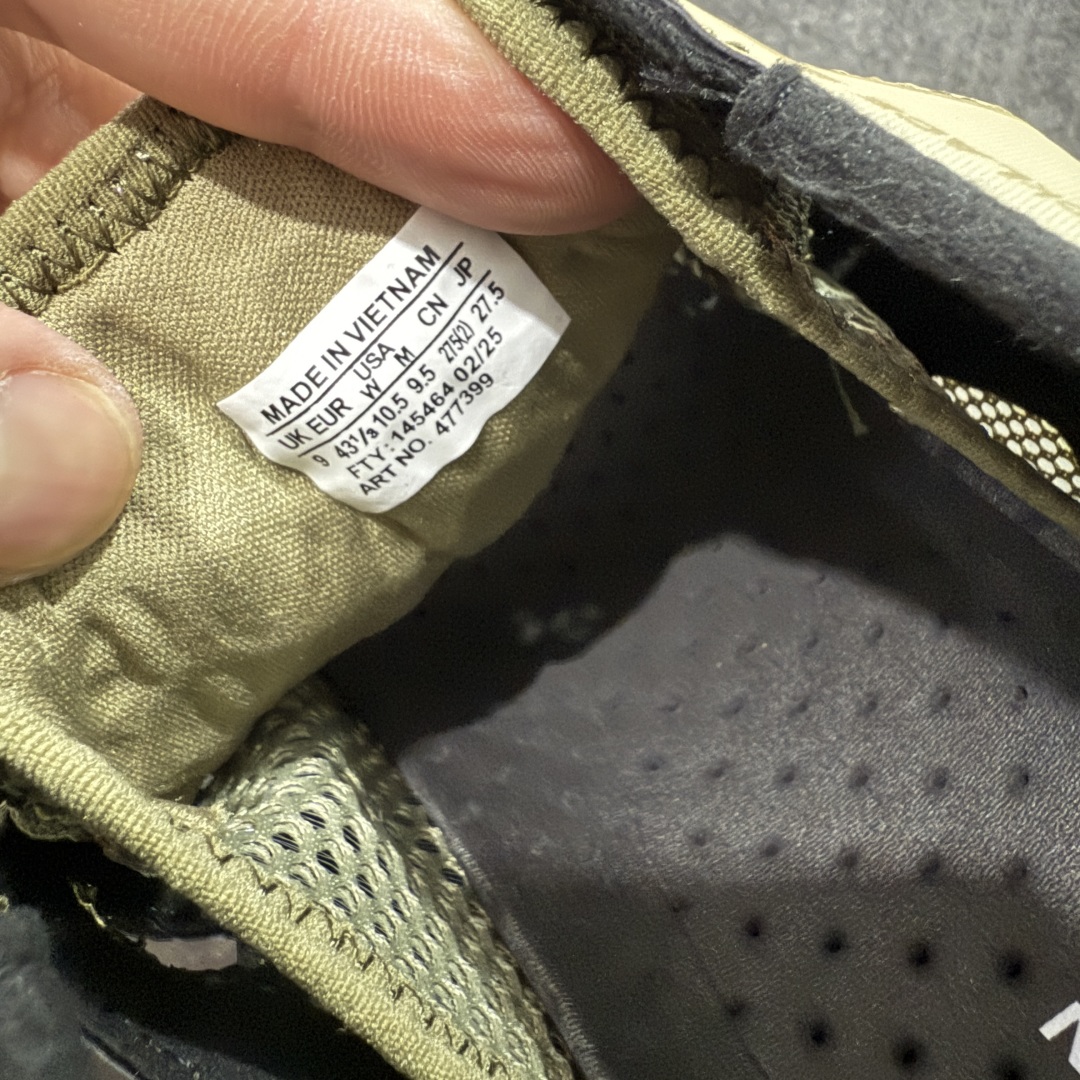 MADE IN VIETNAM
USA
UK EUR W M CN JP
9 43¹/₃ 10.5 9.5 275(2) 27.5
FTY: 145464 02/25
ART NO. 477399